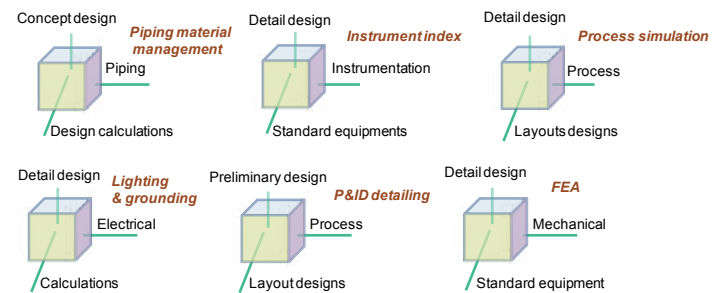 Concept design
Piping material
management
Piping
Design calculations
Detail design
Instrument index
Instrumentation
Standard equipments
Detail design
Process simulation
Process
Layouts designs
Detail design
Lighting
& grounding
Electrical
Calculations
Preliminary design
P&ID detailing
Process
Layout designs
Detail design
FEA
Mechanical
Standard equipment